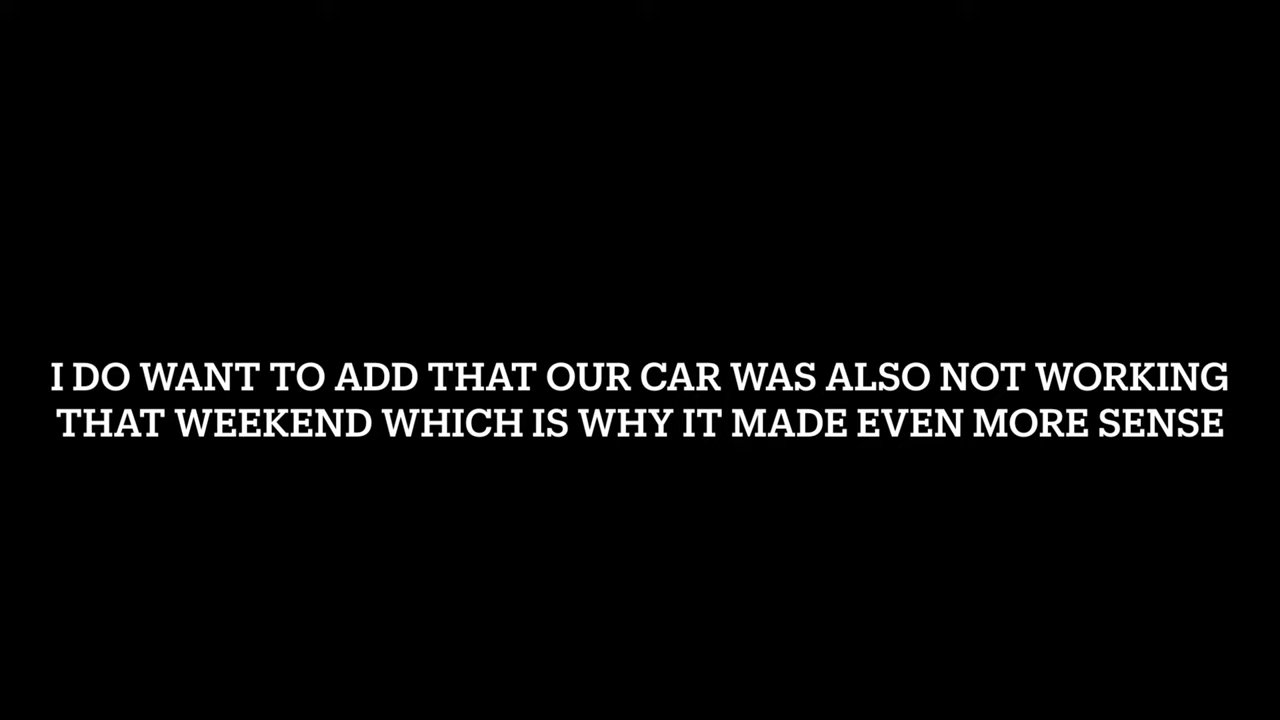 I DO WANT TO ADD THAT OUR CAR WAS ALSO NOT WORKING
THAT WEEKEND WHICH IS WHY IT MADE EVEN MORE SENSE